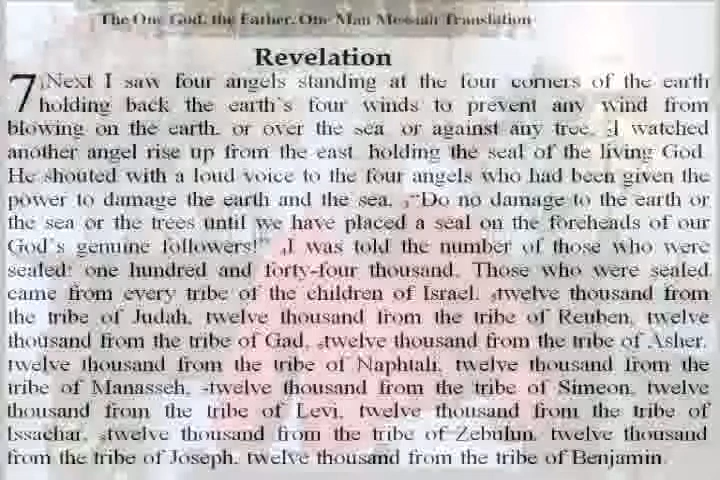 The One God, the Father, One Man Messiah Translation
Revelation
7 1Next I saw four angels standing at the four corners of the earth
holding back the earth's four winds to prevent any wind from
blowing on the earth, or over the sea, or against any tree. 2I watched
another angel rise up from the east, holding the seal of the living God.
He shouted with a loud voice to the four angels who had been given the
power to damage the earth and the sea, 3"Do no damage to the earth or
the sea or the trees until we have placed a seal on the foreheads of our
God's genuine followers!" 4I was told the number of those who were
sealed: one hundred and forty-four thousand. Those who were sealed
came from every tribe of the children of Israel. 5twelve thousand from
the tribe of Judah, twelve thousand from the tribe of Reuben, twelve
thousand from the tribe of Gad, 6twelve thousand from the tribe of Asher,
twelve thousand from the tribe of Naphtali, twelve thousand from the
tribe of Manasseh, 7twelve thousand from the tribe of Simeon, twelve
thousand from the tribe of Levi, twelve thousand from the tribe of
Issachar, 8twelve thousand from the tribe of Zebulun, twelve thousand
from the tribe of Joseph, twelve thousand from the tribe of Benjamin.